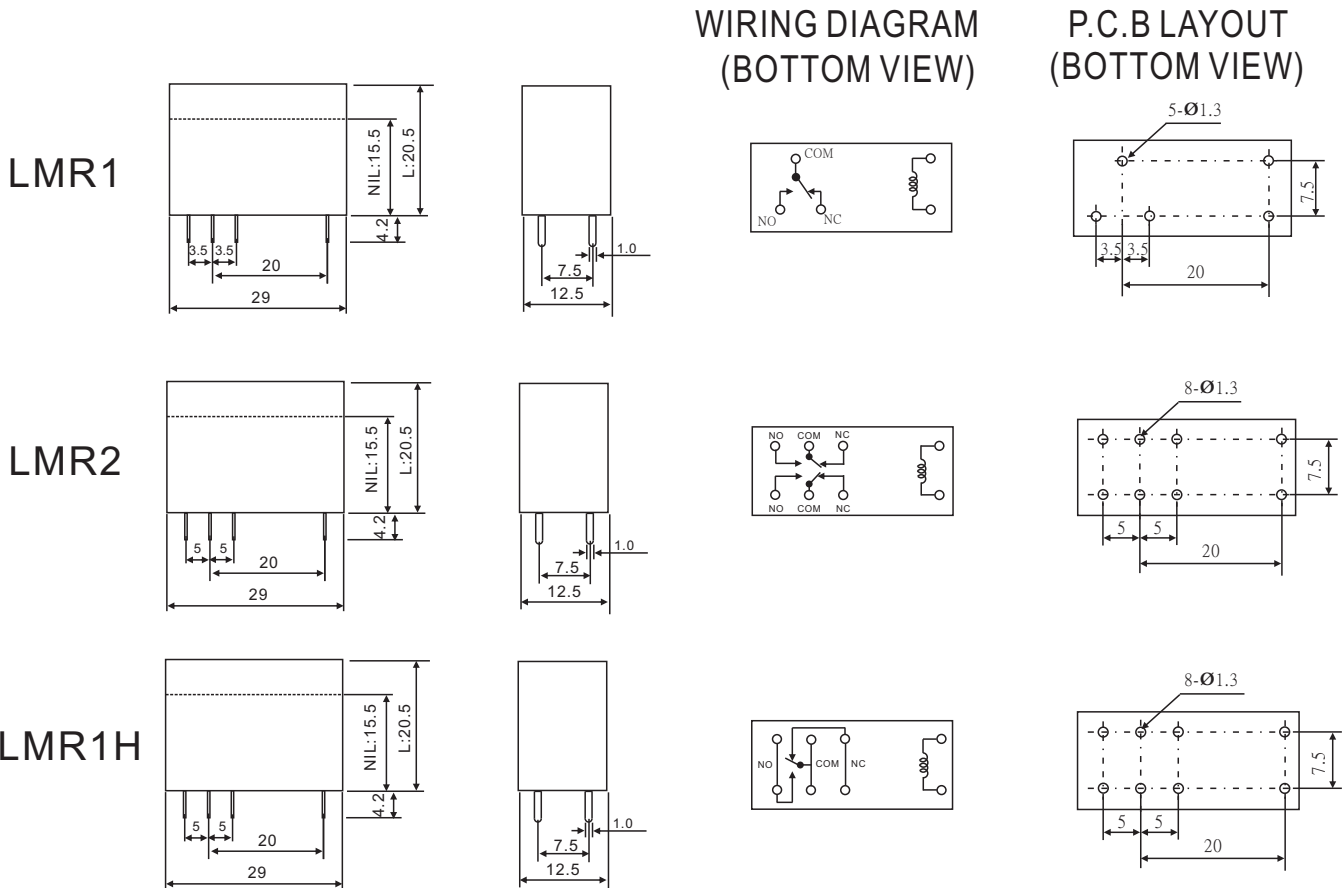 WIRING DIAGRAM
(BOTTOM VIEW)
P.C.B LAYOUT
(BOTTOM VIEW)
LMR1
NIL:15.5
L:20.5
4.2
3.5
3.5
20
29
1.0
7.5
12.5
COM
NO
NC
5-Ø1.3
7.5
3.5
3.5
20
LMR2
NIL:15.5
L:20.5
4.2
5
5
20
29
1.0
7.5
12.5
NO COM NC
NO COM NC
8-Ø1.3
7.5
5
5
20
LMR1H
NIL:15.5
L:20.5
4.2
5
5
20
29
1.0
7.5
12.5
NO
COM
NC
8-Ø1.3
7.5
5
5
20